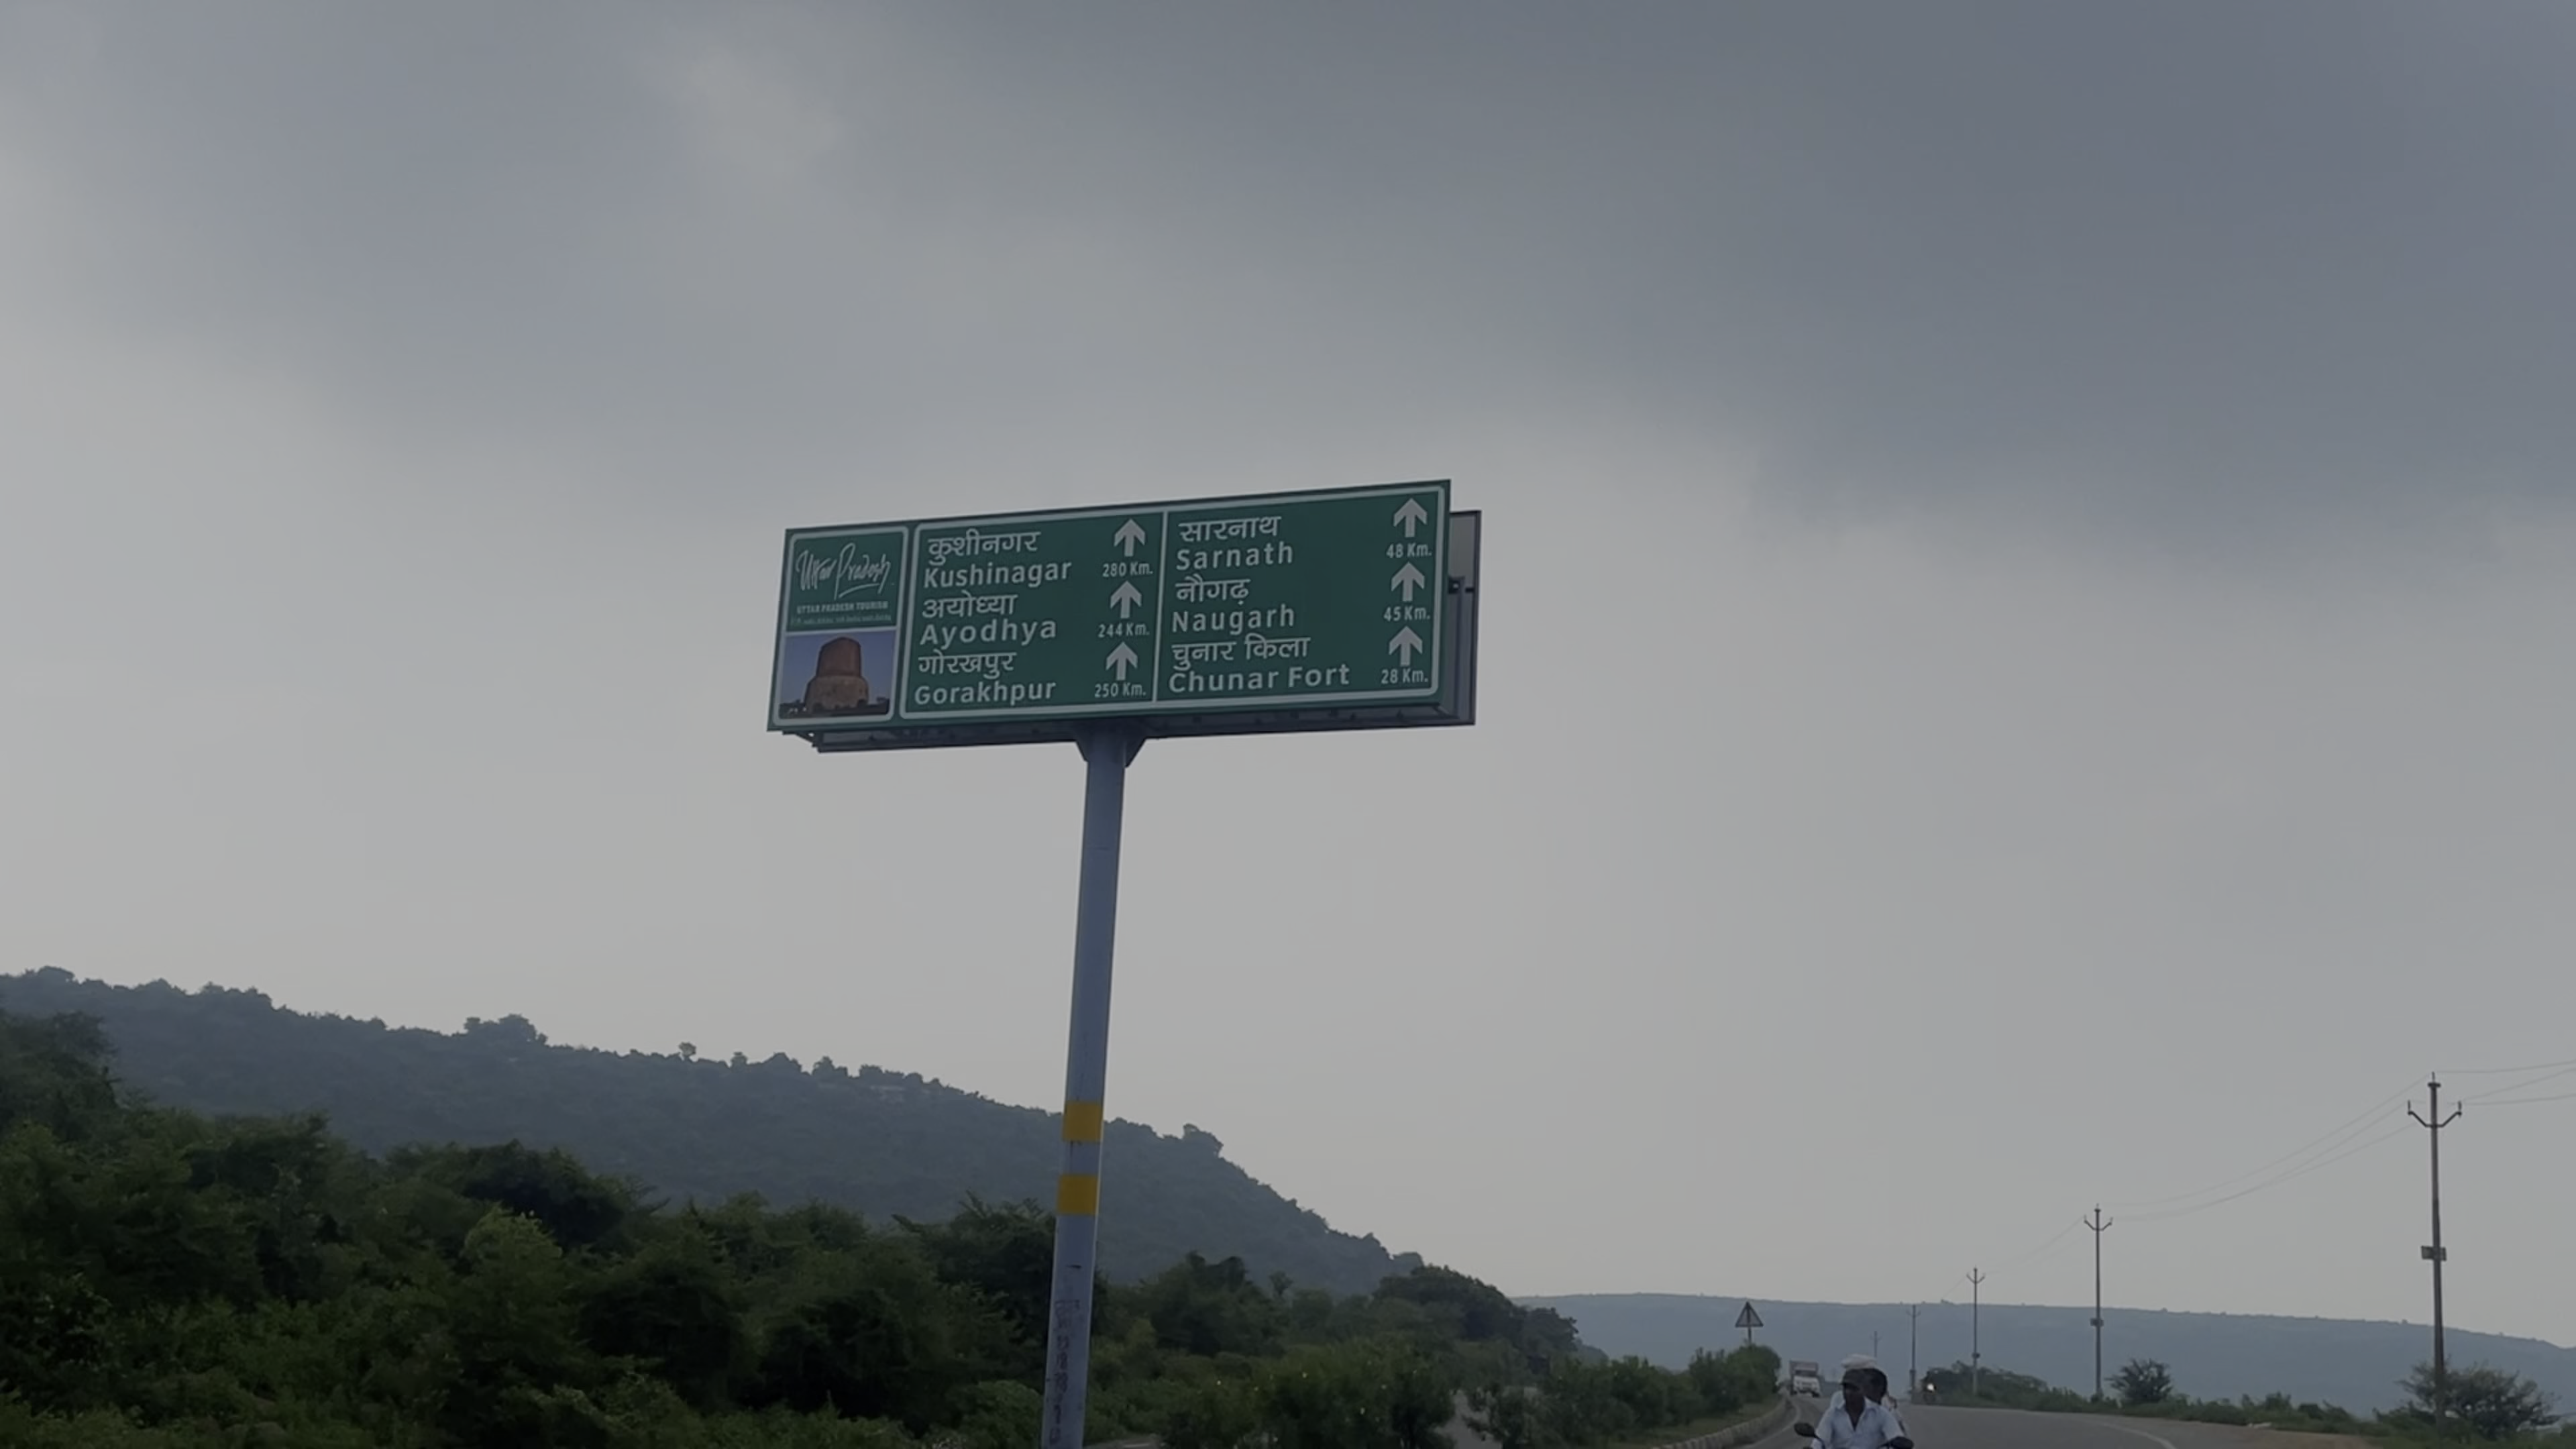 Uttar Pradesh
UTTAR PRADESH TOURISM
कुशीनगर
Kushinagar
280 Km.
अयोध्या
Ayodhya
244 Km.
गोरखपुर
Gorakhpur
250 Km.
सारनाथ
Sarnath
48 Km.
नौगढ़
Naugarh
45 Km.
चुनार किला
Chunar Fort
28 Km.